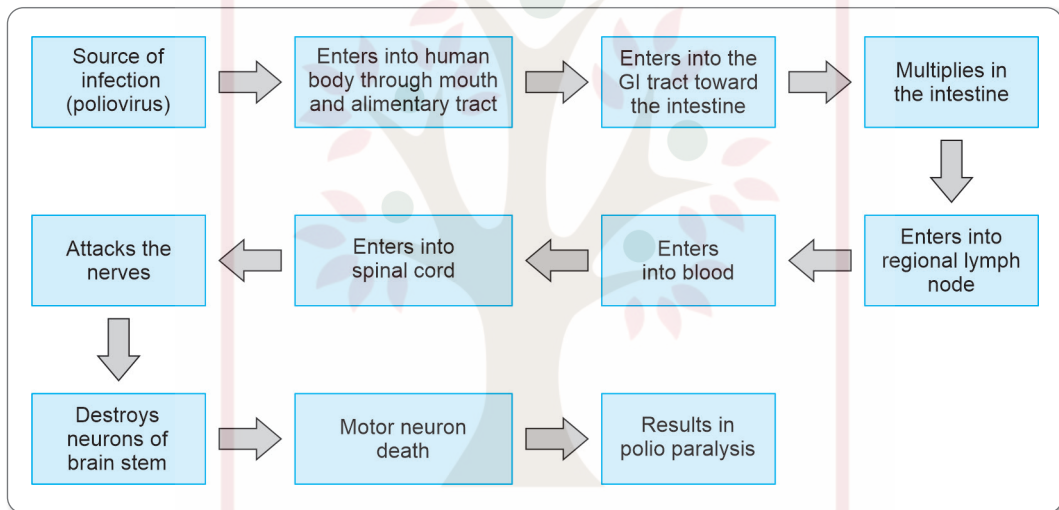 Source of
infection
(poliovirus)
Enters into human
body through mouth
and alimentary tract
Enters into the
GI tract toward
the intestine
Multiplies in
the intestine
Enters into
regional lymph
node
Enters
into blood
Enters into
spinal cord
Attacks the
nerves
Destroys
neurons of
brain stem
Motor neuron
death
Results in
polio paralysis